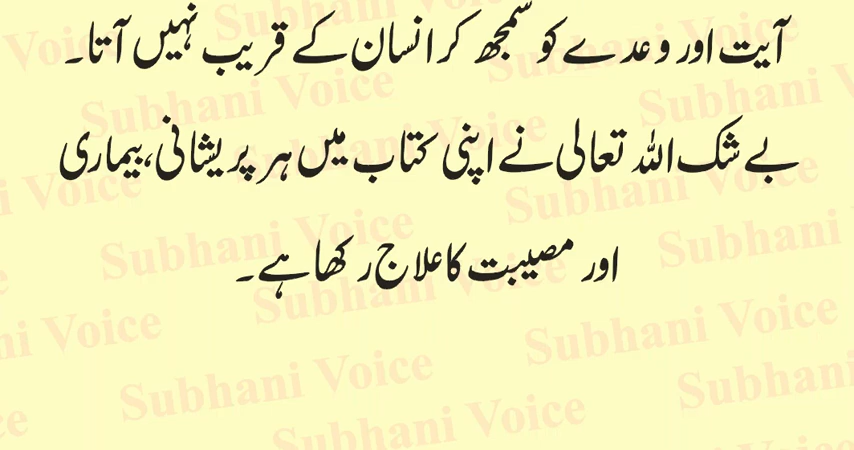 آیت اور وعدے کو سمجھ کر انسان کے قریب نہیں آتا۔
بے شک اللہ تعالی نے اپنی کتاب میں ہر پریشانی، بیماری
اور مصیبت کا علاج رکھا ہے۔
Subhani Voice